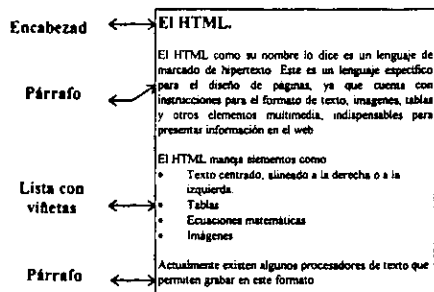 Encabezad
El HTML.
El HTML como su nombre lo dice es un lenguaje de
marcado de hipertexto. Este es un lenguaje específico
Párrafo
para el diseño de páginas, ya que cuenta con
instrucciones para el formato de texto, imagenes, tablas
y otros elementos multimedia, indispensables para
presentar información en el web
El HTML maneja elementos como
• Texto centrado, alineado a la derecha o a la
izquierda.
Lista con
viñetas
• Tablas
• Ecuaciones matemáticas
• Imágenes
Párrafo
Actualmente existen algunos procesadores de texto que
permiten grabar en este formato